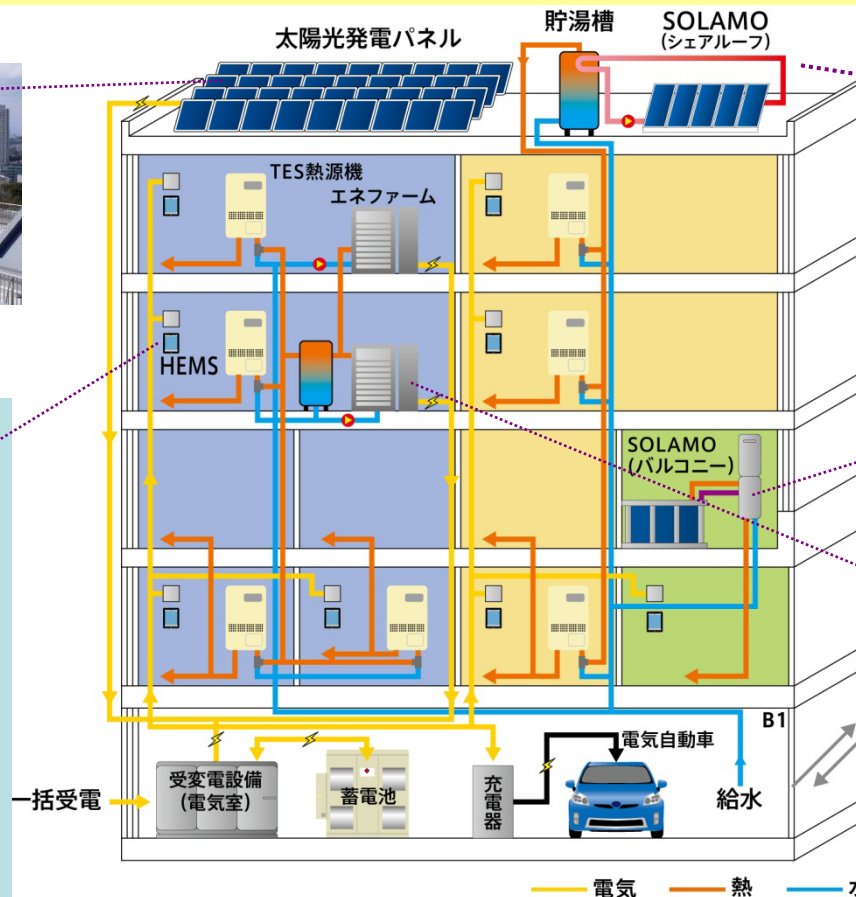 太陽光発電パネル
貯湯槽
SOLAMO
(シェアルーフ)
TES熱源機
エネファーム
HEMS
SOLAMO
(バルコニー)
B1
一括受電
受変電設備
(電気室)
蓄電池
充電器
電気自動車
給水
電気
熱
水